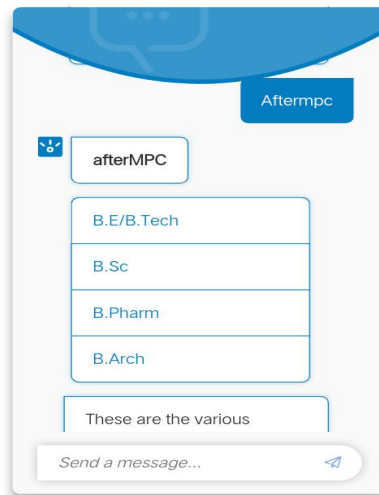 Aftermpc
afterMPC
B.E/B.Tech
B.Sc
B.Pharm
B.Arch
These are the various
Send a message...